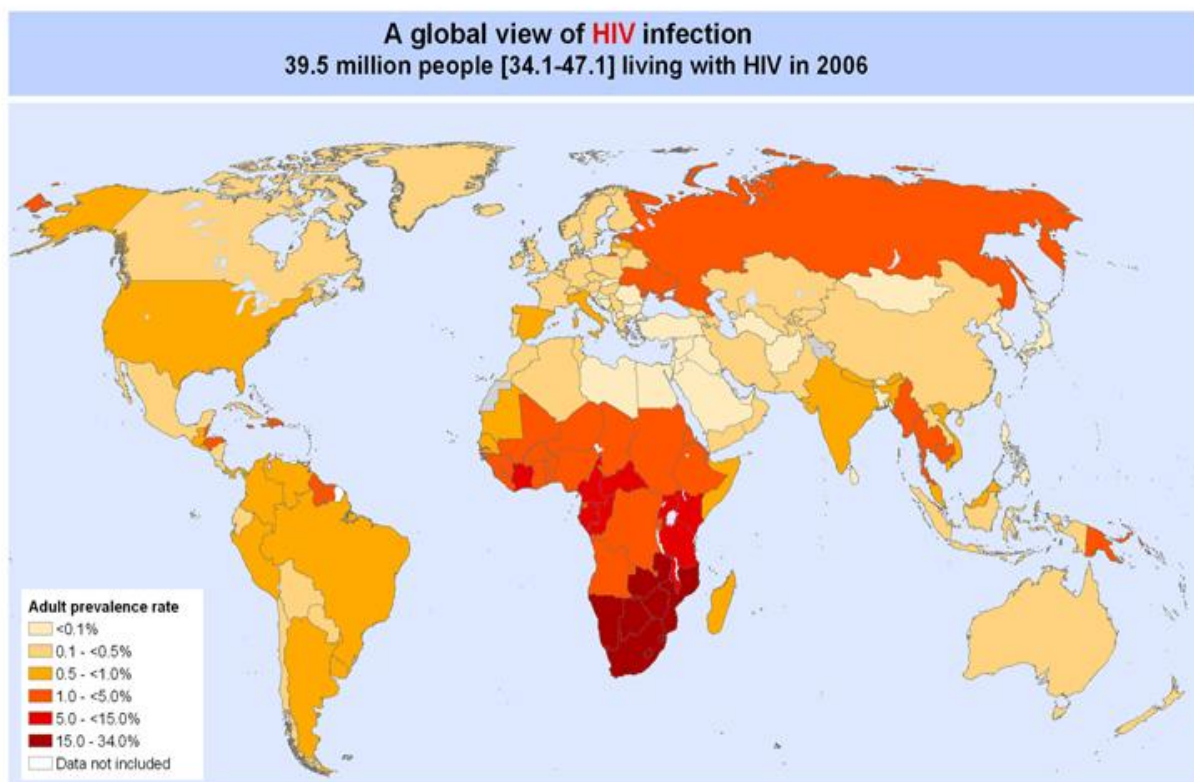 A global view of HIV infection
39.5 million people [34.1-47.1] living with HIV in 2006
Adult prevalence rate
<0.1%
0.1 - <0.5%
0.5 - <1.0%
1.0 - <5.0%
5.0 - <15.0%
15.0 - 34.0%
Data not included